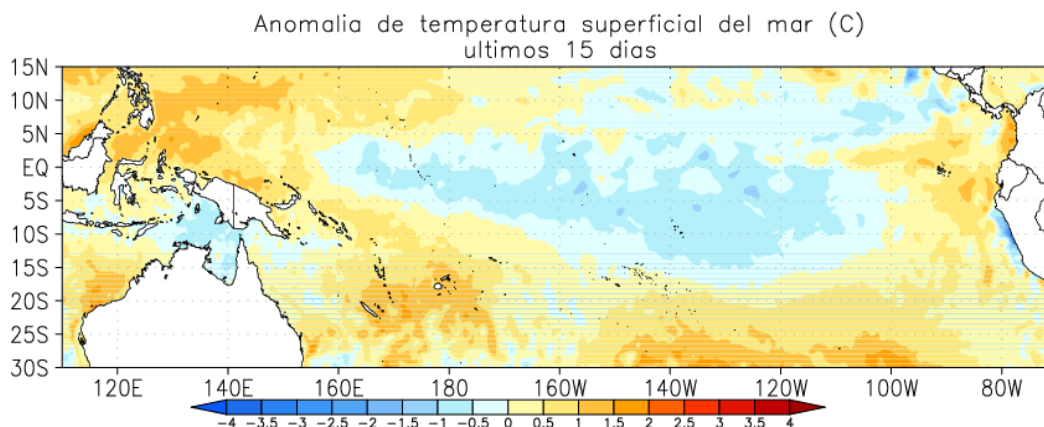 Anomalia de temperatura superficial del mar (C)
ultimos 15 dias
15N
10N
5N
EQ
5S
10S
15S
20S
25S
30S
120E 140E 160E 180 160W 140W 120W 100W 80W
-4 -3.5 -3 -2.5 -2 -1.5 -1 -0.5 0 0.5 1 1.5 2 2.5 3 3.5 4